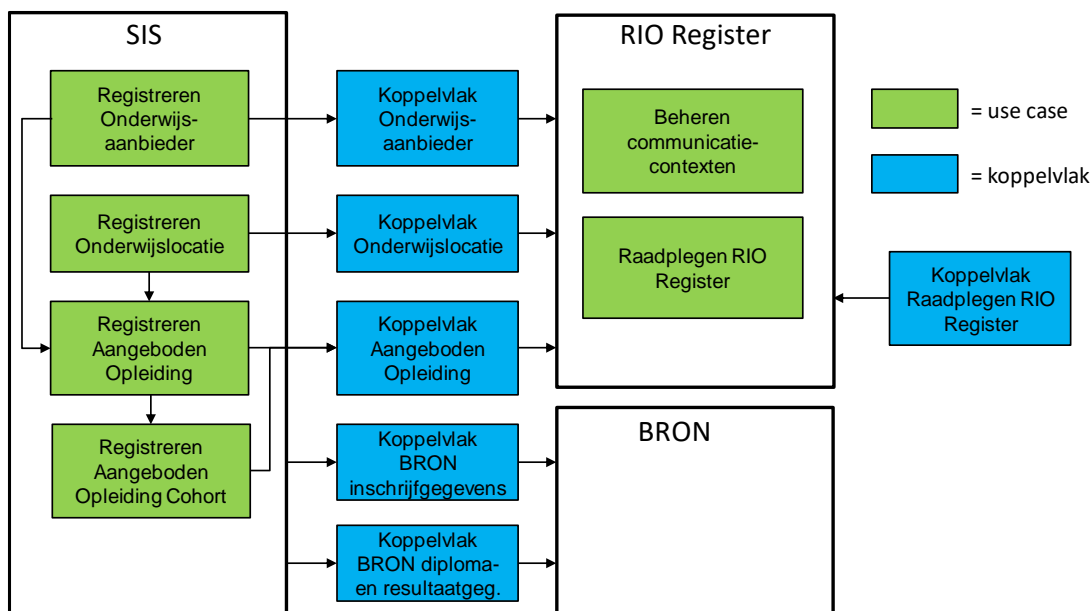 SIS
Registreren
Onderwijs-
aanbieder
Registreren
Onderwijslocatie
Registreren
Aangeboden
Opleiding
Registreren
Aangeboden
Opleiding Cohort
Koppelvlak
Onderwijs-
aanbieder
Koppelvlak
Onderwijslocatie
Koppelvlak
Aangeboden
Opleiding
Koppelvlak
BRON
inschrijfgegevens
Koppelvlak
BRON diploma-
en resultaatgeg.
RIO Register
Beheren
communicatie-
contexten
Raadplegen RIO
Register
BRON
= use case
= koppelvlak
Koppelvlak
Raadplegen RIO
Register